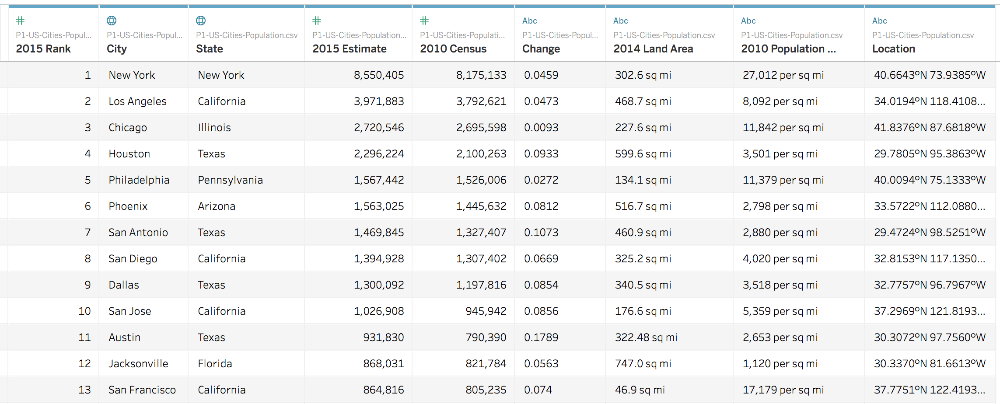 # # # Abc Abc Abc Abc
P1-US-Cities-Popul... P1-US-Cities-Popul... P1-US-Cities-Population.csv P1-US-Cities-Population... P1-US-Cities-Populati... P1-US-Cities-Popul... P1-US-Cities-Population.csv P1-US-Cities-Population.csv P1-US-Cities-Population.csv
2015 Rank City State 2015 Estimate 2010 Census Change 2014 Land Area 2010 Population ... Location
1 New York New York 8,550,405 8,175,133 0.0459 302.6 sq mi 27,012 per sq mi 40.6643°N 73.9385°W
2 Los Angeles California 3,971,883 3,792,621 0.0473 468.7 sq mi 8,092 per sq mi 34.0194°N 118.4108...
3 Chicago Illinois 2,720,546 2,695,598 0.0093 227.6 sq mi 11,842 per sq mi 41.8376°N 87.6818°W
4 Houston Texas 2,296,224 2,100,263 0.0933 599.6 sq mi 3,501 per sq mi 29.7805°N 95.3863°W
5 Philadelphia Pennsylvania 1,567,442 1,526,006 0.0272 134.1 sq mi 11,379 per sq mi 40.0094°N 75.1333°W
6 Phoenix Arizona 1,563,025 1,445,632 0.0812 516.7 sq mi 2,798 per sq mi 33.5722°N 112.0880...
7 San Antonio Texas 1,469,845 1,327,407 0.1073 460.9 sq mi 2,880 per sq mi 29.4724°N 98.5251°W
8 San Diego California 1,394,928 1,307,402 0.0669 325.2 sq mi 4,020 per sq mi 32.8153°N 117.1350...
9 Dallas Texas 1,300,092 1,197,816 0.0854 340.5 sq mi 3,518 per sq mi 32.7757°N 96.7967°W
10 San Jose California 1,026,908 945,942 0.0856 176.6 sq mi 5,359 per sq mi 37.2969°N 121.8193...
11 Austin Texas 931,830 790,390 0.1789 322.48 sq mi 2,653 per sq mi 30.3072°N 97.7560°W
12 Jacksonville Florida 868,031 821,784 0.0563 747.0 sq mi 1,120 per sq mi 30.3370°N 81.6613°W
13 San Francisco California 864,816 805,235 0.074 46.9 sq mi 17,179 per sq mi 37.7751°N 122.4193...